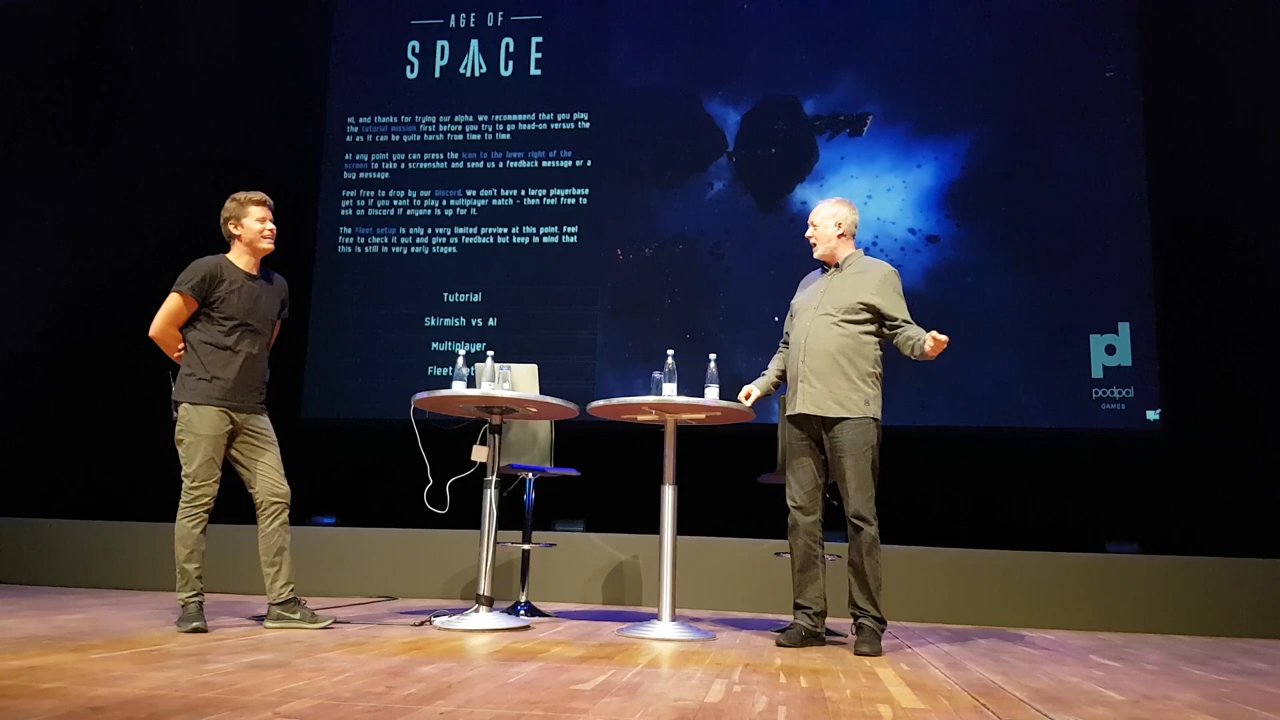 AGE OF
SPACE
Hi, and thanks for trying our alpha. We recommmend that you play
the tutorial mission first before you try to go head-on versus the
AI as it can be quite harsh from time to time.
At any point you can press the icon to the lower right of the
screen to take a screenshot and send us a feedback message or a
bug message.
Feel free to drop by our Discord. We don't have a large playerbase
yet so if you want to play a multiplayer match - then feel free to
ask on Discord if anyone is up for it.
The Fleet setup is only a very limited preview at this point. Feel
free to check it out and give us feedback but keep in mind that
this is still in very early stages.
Tutorial
Skirmish vs AI
Multiplayer
Fleet
pd
podpal
GAMES